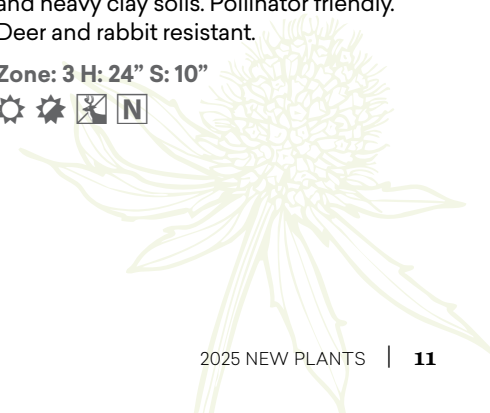 and heavy clay soils. Pollinator friendly.
Deer and rabbit resistant.
Zone: 3 H: 24” S: 10”
N
2025 NEW PLANTS | 11